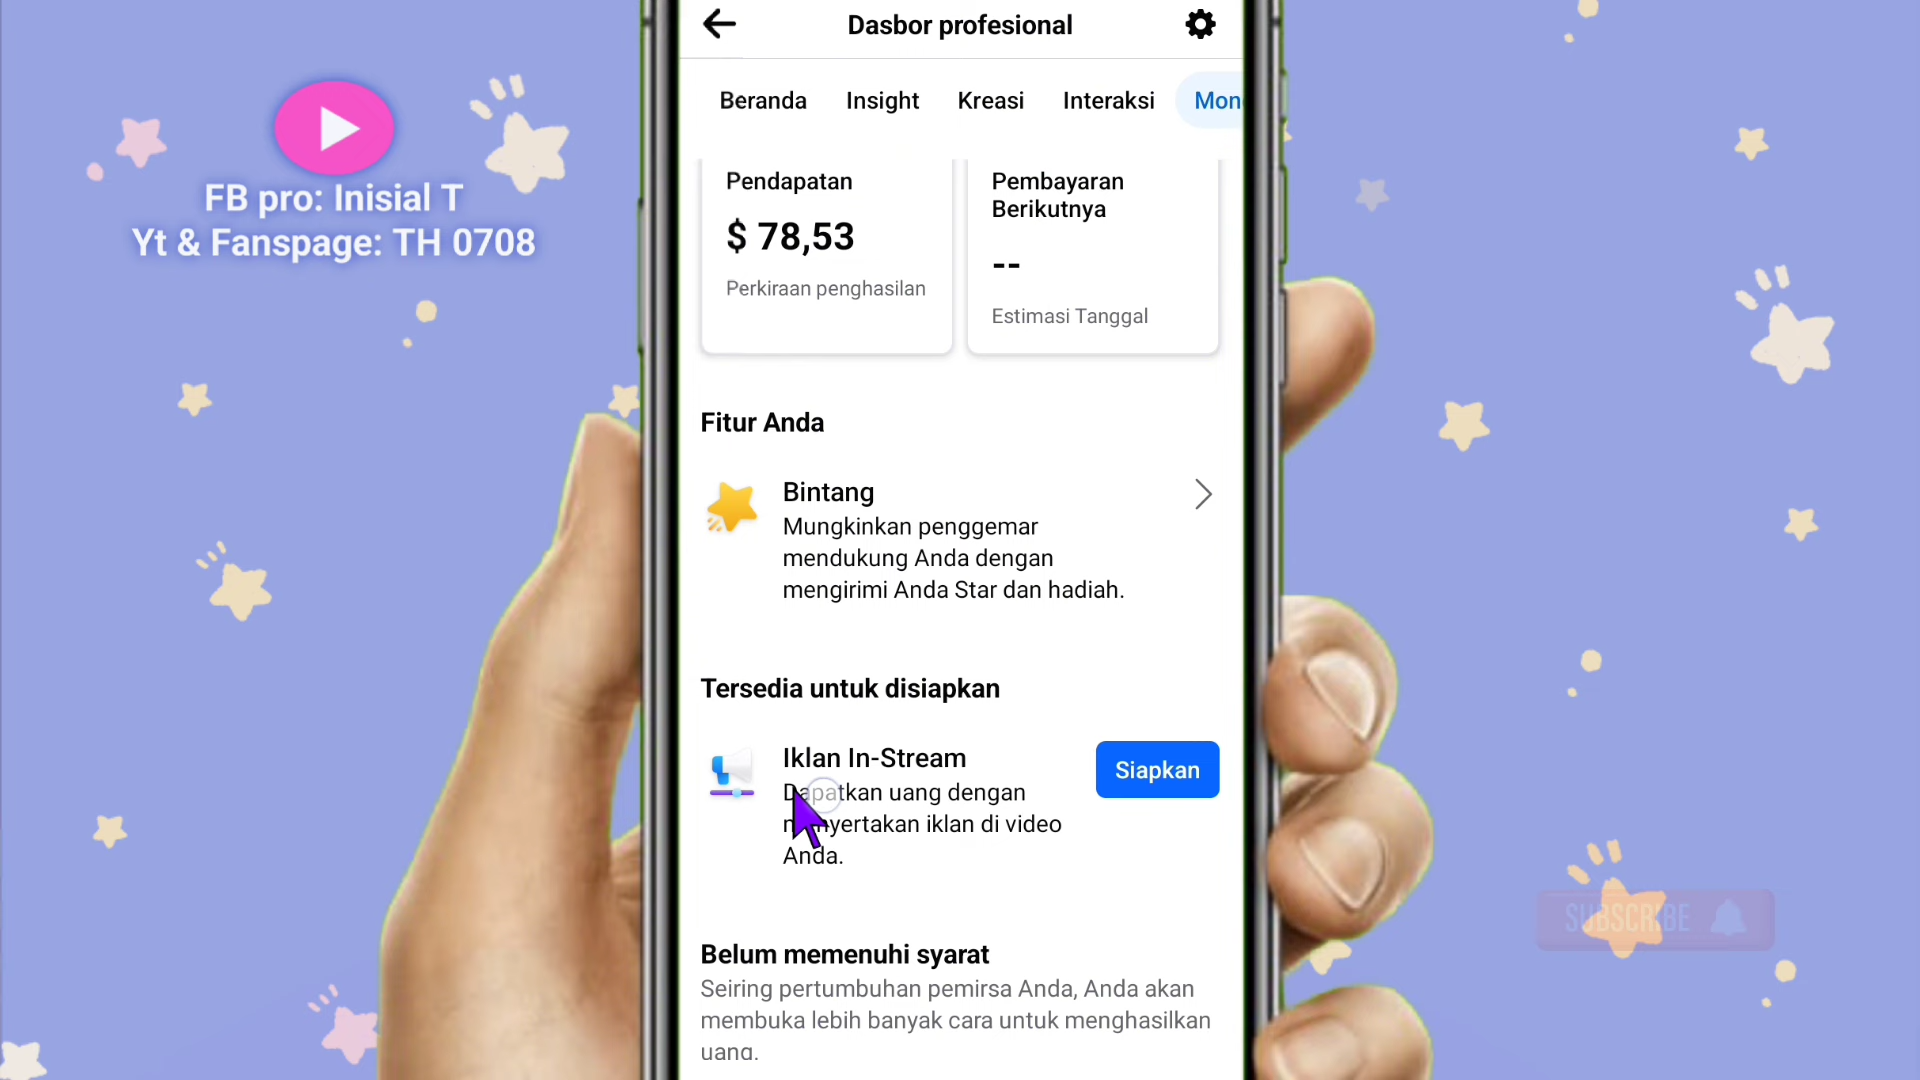 Dasbor profesional
Beranda Insight Kreasi Interaksi Mon
FB pro: Inisial T
Yt & Fanspage: TH 0708
Pendapatan
$ 78,53
Perkiraan penghasilan
Pembayaran
Berikutnya
--
Estimasi Tanggal
Fitur Anda
Bintang
Mungkinkan penggemar
mendukung Anda dengan
mengirimi Anda Star dan hadiah.
Tersedia untuk disiapkan
Iklan In-Stream
Dapatkan uang dengan
menyertakan iklan di video
Anda.
Siapkan
SUBSCRIBE
Belum memenuhi syarat
Seiring pertumbuhan pemirsa Anda, Anda akan
membuka lebih banyak cara untuk menghasilkan
uang.